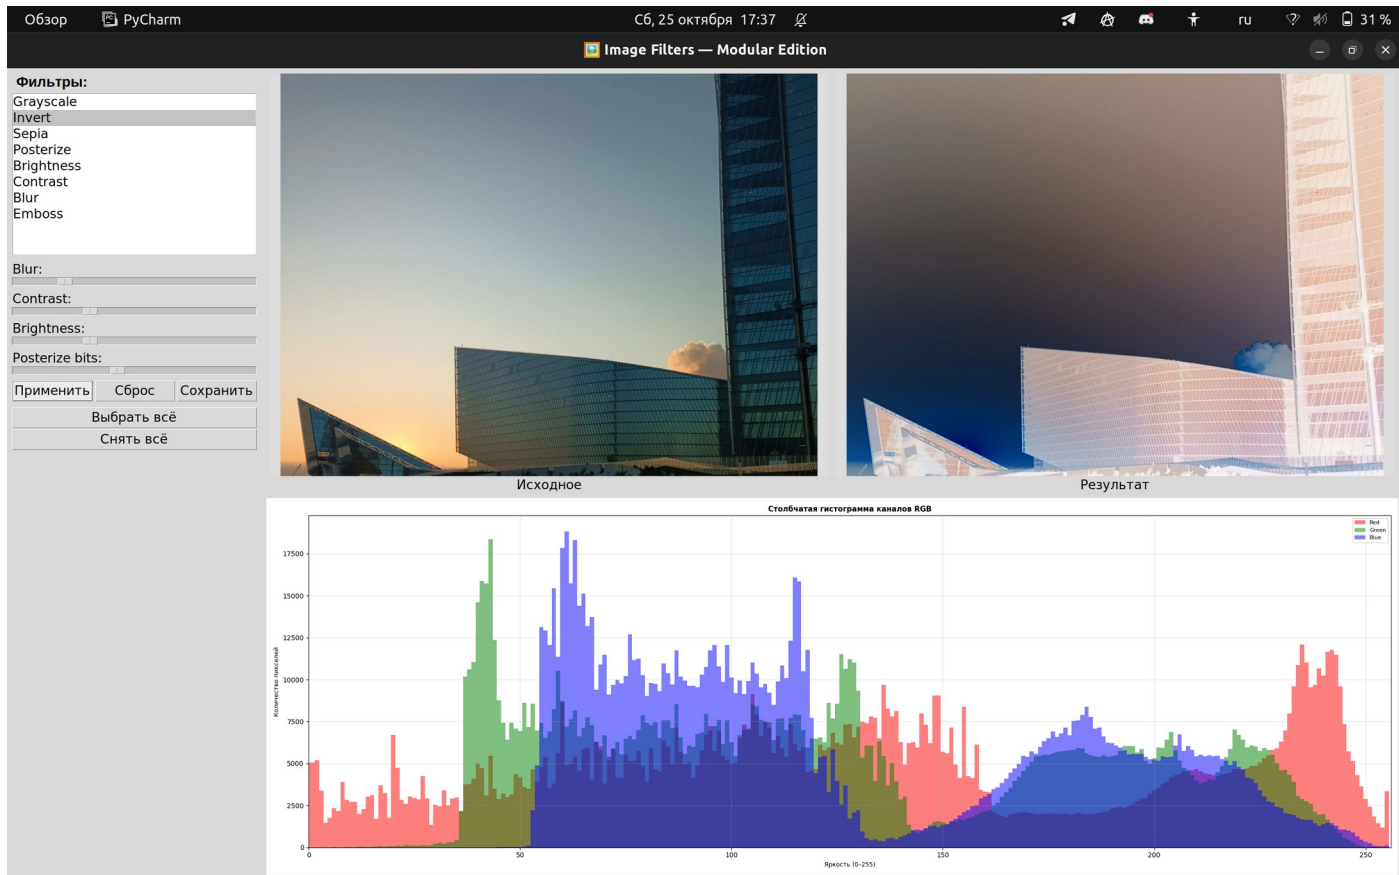 Обзор PyCharm Сб, 25 октября 17:37 ru 31 %
Image Filters — Modular Edition
Фильтры:
Grayscale
Invert
Sepia
Posterize
Brightness
Contrast
Blur
Emboss
Blur:
Contrast:
Brightness:
Posterize bits:
Применить Сброс Сохранить
Выбрать всё
Снять всё
Исходное Результат
Столбчатая гистограмма каналов RGB
Red
Green
Blue
Количество пикселей
17500
15000
12500
10000
7500
5000
2500
0
0 50 100 150 200 250
Яркость (0-255)